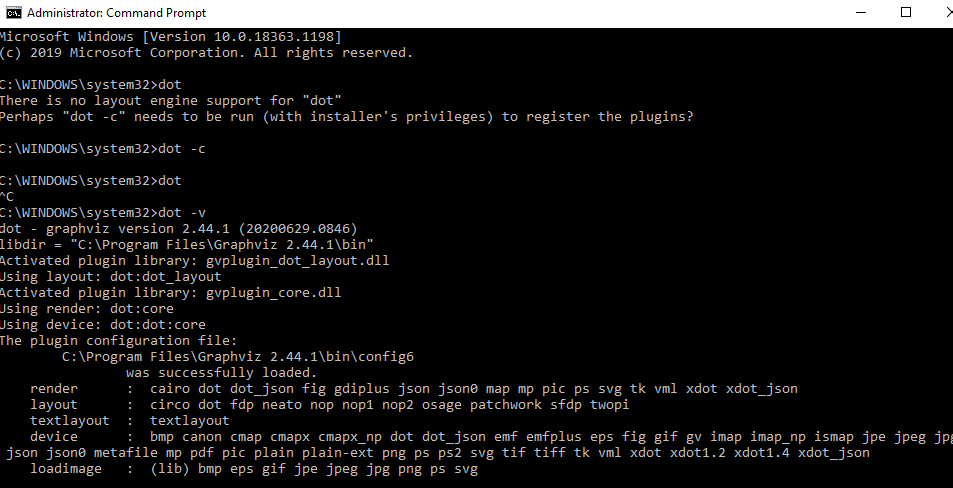 Administrator: Command Prompt
Microsoft Windows [Version 10.0.18363.1198]
(c) 2019 Microsoft Corporation. All rights reserved.
C:\WINDOWS\system32>dot
There is no layout engine support for "dot"
Perhaps "dot -c" needs to be run (with installer's privileges) to register the plugins?
C:\WINDOWS\system32>dot -c
C:\WINDOWS\system32>dot
^C
C:\WINDOWS\system32>dot -v
dot - graphviz version 2.44.1 (20200629.0846)
libdir = "C:\Program Files\Graphviz 2.44.1\bin"
Activated plugin library: gvplugin_dot_layout.dll
Using layout: dot:dot_layout
Activated plugin library: gvplugin_core.dll
Using render: dot:core
Using device: dot:dot:core
The plugin configuration file:
C:\Program Files\Graphviz 2.44.1\bin\config6
was successfully loaded.
render : cairo dot dot_json fig gdiplus json json0 map mp pic ps svg tk vml xdot xdot_json
layout : circo dot fdp neato nop nop1 nop2 osage patchwork sfdp twopi
textlayout : textlayout
device : bmp canon cmap cmapx cmapx_np dot dot_json emf emfplus eps fig gif gv imap imap_np ismap jpe jpeg jpg
json json0 metafile mp pdf pic plain plain-ext png ps ps2 svg tif tiff tk vml xdot xdot1.2 xdot1.4 xdot_json
loadimage : (lib) bmp eps gif jpe jpeg jpg png ps svg